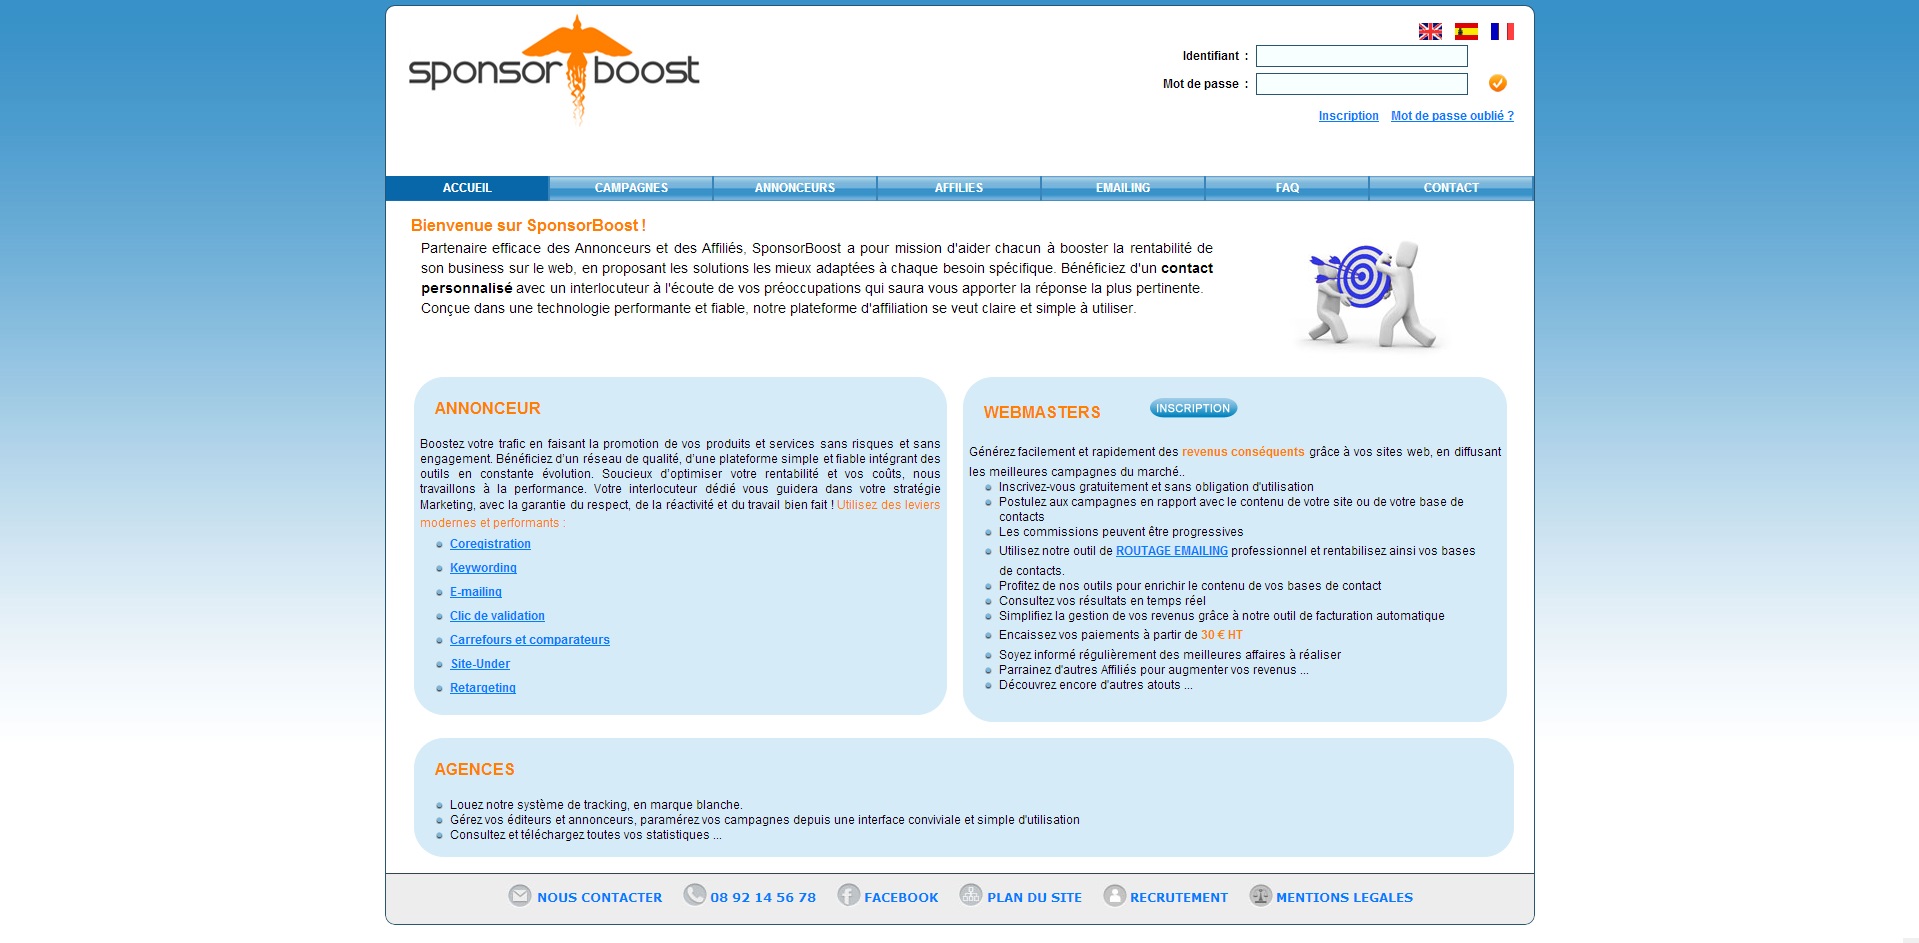 sponsor boost
Identifiant :
Mot de passe :
Inscription Mot de passe oublié ?
ACCUEIL CAMPAGNES ANNONCEURS AFFILIES EMAILING FAQ CONTACT
Bienvenue sur SponsorBoost !
Partenaire efficace des Annonceurs et des Affiliés, SponsorBoost a pour mission d'aider chacun à booster la rentabilité de
son business sur le web, en proposant les solutions les mieux adaptées à chaque besoin spécifique. Bénéficiez d'un contact
personnalisé avec un interlocuteur à l'écoute de vos préoccupations qui saura vous apporter la réponse la plus pertinente.
Conçue dans une technologie performante et fiable, notre plateforme d'affiliation se veut claire et simple à utiliser.
ANNONCEUR
Boostez votre trafic en faisant la promotion de vos produits et services sans risques et sans
engagement. Bénéficiez d’un réseau de qualité, d’une plateforme simple et fiable intégrant des
outils en constante évolution. Soucieux d’optimiser votre rentabilité et vos coûts, nous
travaillons à la performance. Votre interlocuteur dédié vous guidera dans votre stratégie
Marketing, avec la garantie du respect, de la réactivité et du travail bien fait ! Utilisez des leviers
modernes et performants :
Coregistration
Keywording
E-mailing
Clic de validation
Carrefours et comparateurs
Site-Under
Retargeting
WEBMASTERS INSCRIPTION
Générez facilement et rapidement des revenus conséquents grâce à vos sites web, en diffusant
les meilleures campagnes du marché..
Inscrivez-vous gratuitement et sans obligation d'utilisation
Postulez aux campagnes en rapport avec le contenu de votre site ou de votre base de
contacts
Les commissions peuvent être progressives
Utilisez notre outil de ROUTAGE EMAILING professionnel et rentabilisez ainsi vos bases
de contacts.
Profitez de nos outils pour enrichir le contenu de vos bases de contact
Consultez vos résultats en temps réel
Simplifiez la gestion de vos revenus grâce à notre outil de facturation automatique
Encaissez vos paiements à partir de 30 € HT
Soyez informé régulièrement des meilleures affaires à réaliser
Parrainez d'autres Affiliés pour augmenter vos revenus ...
Découvrez encore d'autres atouts ...
AGENCES
Louez notre système de tracking, en marque blanche.
Gérez vos éditeurs et annonceurs, paramérez vos campagnes depuis une interface conviviale et simple d'utilisation
Consultez et téléchargez toutes vos statistiques ...
NOUS CONTACTER 08 92 14 56 78 FACEBOOK PLAN DU SITE RECRUTEMENT MENTIONS LEGALES